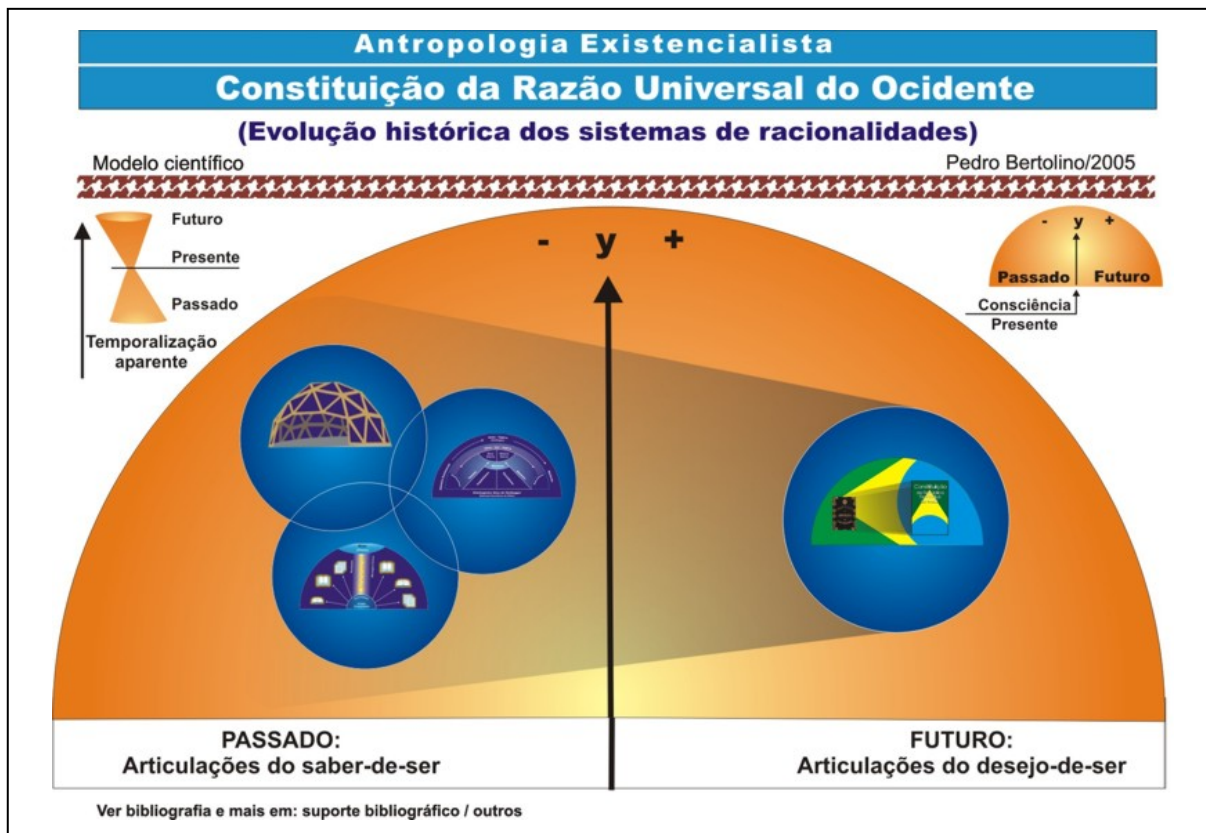 Antropologia Existencialista
Constituição da Razão Universal do Ocidente
(Evolução histórica dos sistemas de racionalidades)
Modelo científico
Pedro Bertolino/2005
Futuro
Presente
Passado
Temporalização
aparente
- y +
- y +
Passado Futuro
Consciência
Presente
Constituição
PASSADO:
Articulações do saber-de-ser
FUTURO:
Articulações do desejo-de-ser
Ver bibliografia e mais em: suporte bibliográfico / outros